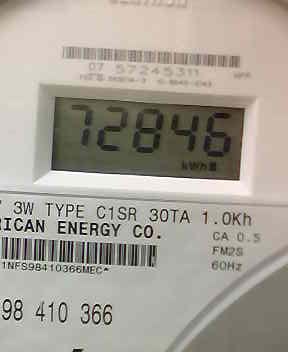 07 57245311
72846
kWh
3W TYPE C1SR 30TA 1.0Kh
RICAN ENERGY CO.
CA 0.5
FM2S
1NFS98410366MEC*
60Hz
98 410 366